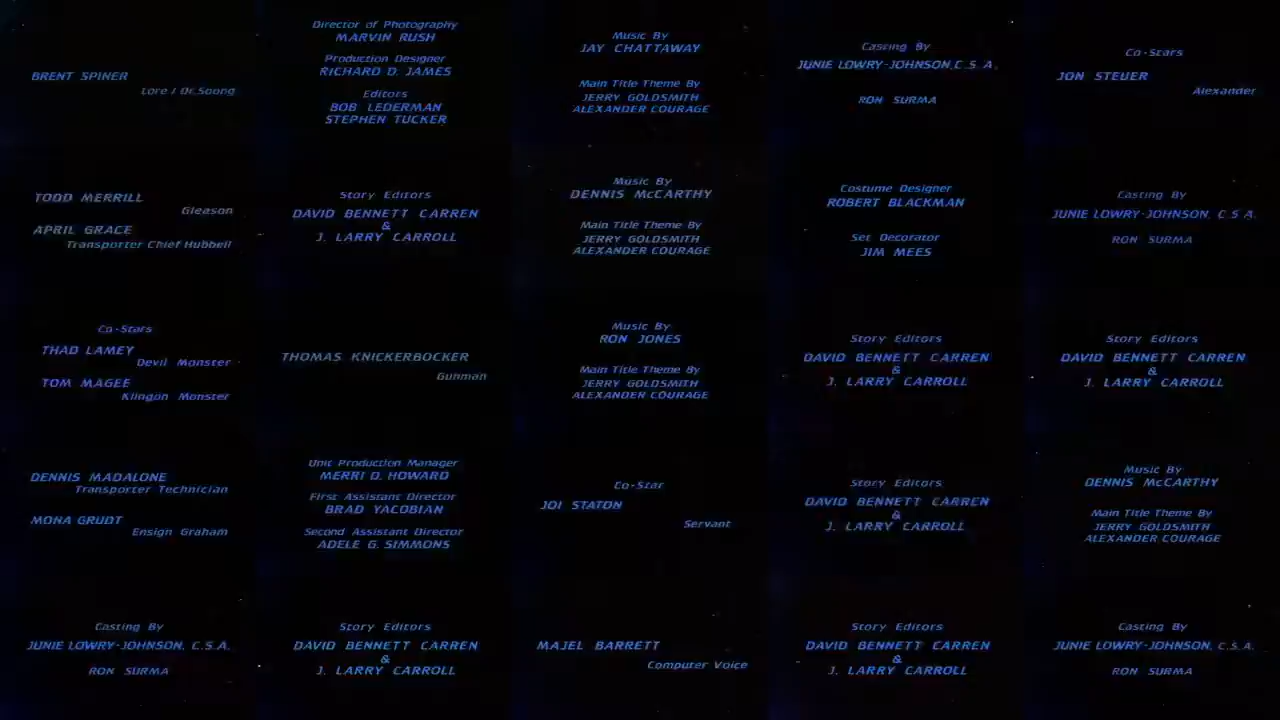 BRENT SPINER
Lore / Dr. Soong
Director of Photography
MARVIN RUSH
Production Designer
RICHARD D. JAMES
Editors
BOB LEDERMAN
STEPHEN TUCKER
Music By
JAY CHATTAWAY
Main Title Theme By
JERRY GOLDSMITH
ALEXANDER COURAGE
Casting By
JUNIE LOWRY-JOHNSON, C.S.A.
RON SURMA
Co-Stars
JON STEUER
Alexander
TODD MERRILL
Gleason
APRIL GRACE
Transporter Chief Hubbell
Story Editors
DAVID BENNETT CARREN
&
J. LARRY CARROLL
Music By
DENNIS McCARTHY
Main Title Theme By
JERRY GOLDSMITH
ALEXANDER COURAGE
Costume Designer
ROBERT BLACKMAN
Set Decorator
JIM MEES
Casting By
JUNIE LOWRY-JOHNSON, C.S.A.
RON SURMA
Co-Stars
THAD LAMEY
Devil Monster
TOM MAGEE
Klingon Monster
THOMAS KNICKERBOCKER
Gunman
Music By
RON JONES
Main Title Theme By
JERRY GOLDSMITH
ALEXANDER COURAGE
Story Editors
DAVID BENNETT CARREN
&
J. LARRY CARROLL
Story Editors
DAVID BENNETT CARREN
&
J. LARRY CARROLL
DENNIS MADALONE
Transporter Technician
MONA GRUDT
Ensign Graham
Unit Production Manager
MERRI D. HOWARD
First Assistant Director
BRAD YACOBIAN
Second Assistant Director
ADELE G. SIMMONS
Co-Star
JOI STATON
Servant
Story Editors
DAVID BENNETT CARREN
&
J. LARRY CARROLL
Music By
DENNIS McCARTHY
Main Title Theme By
JERRY GOLDSMITH
ALEXANDER COURAGE
Casting By
JUNIE LOWRY-JOHNSON, C.S.A.
RON SURMA
Story Editors
DAVID BENNETT CARREN
&
J. LARRY CARROLL
MAJEL BARRETT
Computer Voice
Story Editors
DAVID BENNETT CARREN
&
J. LARRY CARROLL
Casting By
JUNIE LOWRY-JOHNSON, C.S.A.
RON SURMA